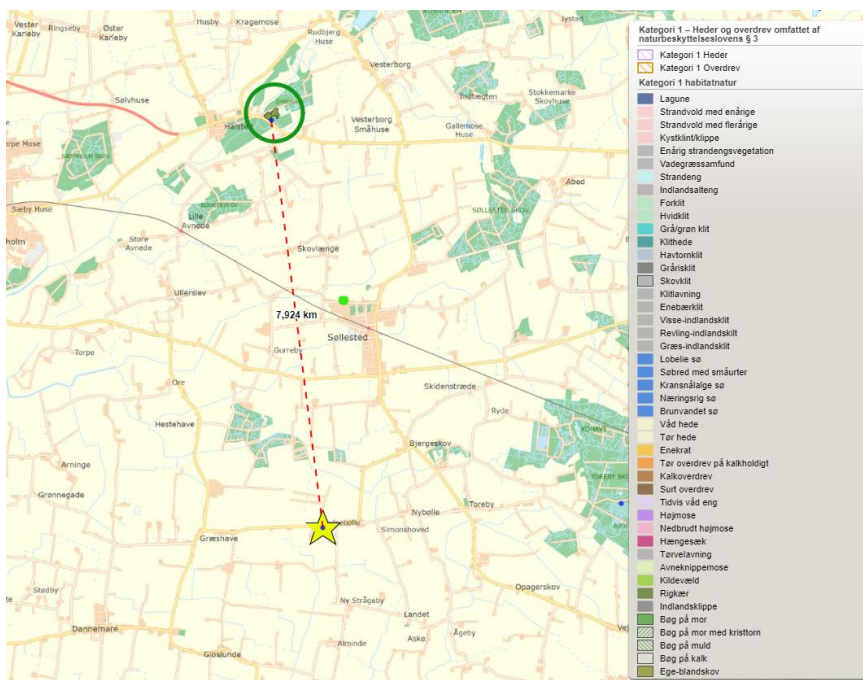 Vester
Karleby
Ringseby
Øster
Karleby
Husby
Kragemose
Rudbjerg
Huse
Vesterborg
Jysted
Sølvhuse
Halsted
Indtægten
Stokkemarke
Skovhuse
Vesterborg
Småhuse
Gallemose
Huse
Abed
Sæby Huse
Lille
Avnede
SØLLESTED SKOV
Store
Avnede
Skovlænge
Ullerslev
7,924 km
Søllested
Torpe
Gurreby
Ore
Skidenstræde
Hestehave
Ryde
Bjergeskov
Arninge
Grønnegade
TOREBY SKO
Toreby
Nybølle
Græshave
Simonshoved
Opagerskov
Stødby
Ny Strågeby
Landet
Dannemare
Alminde
Askø
Ågeby
Gloslunde
Kategori 1 – Heder og overdrev omfattet af
naturbeskyttelseslovens § 3
Kategori 1 Heder
Kategori 1 Overdrev
Kategori 1 habitatnatur
Lagune
Strandvold med enårige
Strandvold med flerårige
Kystklint/klippe
Enårig strandengsvegetation
Vadegræssamfund
Strandeng
Indlandsalteng
Forklit
Hvidklit
Grå/grøn klit
Klithede
Havtornklit
Grårisklit
Skovklit
Klitlavning
Enebærklit
Visse-indlandsklit
Revling-indlandskilt
Græs-indlandsklit
Lobelie sø
Søbred med småurter
Kransnålalge sø
Næringsrig sø
Brunvandet sø
Våd hede
Tør hede
Enekrat
Tør overdrev på kalkholdigt
Kalkoverdrev
Surt overdrev
Tidvis våd eng
Højmose
Nedbrudt højmose
Hængesæk
Tørvelavning
Avneknippemose
Kildevæld
Rigkær
Indlandsklippe
Bøg på mor
Bøg på mor med kristtorn
Bøg på muld
Bøg på kalk
Ege-blandskov